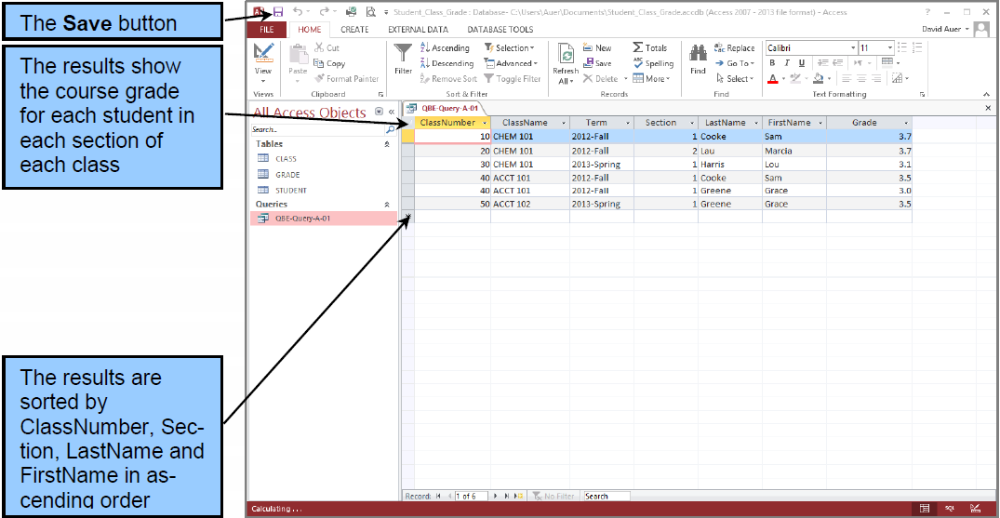 The Save button
The results show
the course grade
for each student in
each section of
each class
The results are
sorted by
ClassNumber, Sec-
tion, LastName and
FirstName in as-
cending order
Student_Class_Grade : Database- C:\Users\Auer\Documents\Student_Class_Grade.accdb (Access 2007 - 2013 file format) - Access
FILE HOME CREATE EXTERNAL DATA DATABASE TOOLS David Auer
View
Views
Paste
Cut
Copy
Format Painter
Clipboard
Filter
Ascending
Descending
Remove Sort
Selection
Advanced
Toggle Filter
Sort & Filter
Refresh
All
New
Save
Delete
Totals
Spelling
More
Records
Find
Replace
Go To
Select
Find
Calibri 11
B I U
A
Text Formatting
All Access Objects
Search...
Tables
CLASS
GRADE
STUDENT
Queries
QBE-Query-A-01
QBE-Query-A-01
ClassNumber ClassName Term Section LastName FirstName Grade
10 CHEM 101 2012-Fall 1 Cooke Sam 3.7
20 CHEM 101 2012-Fall 2 Lau Marcia 3.7
30 CHEM 101 2013-Spring 1 Harris Lou 3.1
40 ACCT 101 2012-Fall 1 Cooke Sam 3.5
40 ACCT 101 2012-Fall 1 Greene Grace 3.0
50 ACCT 102 2013-Spring 1 Greene Grace 3.5
Record: 1 of 6 No Filter Search
Calculating . . . SQL